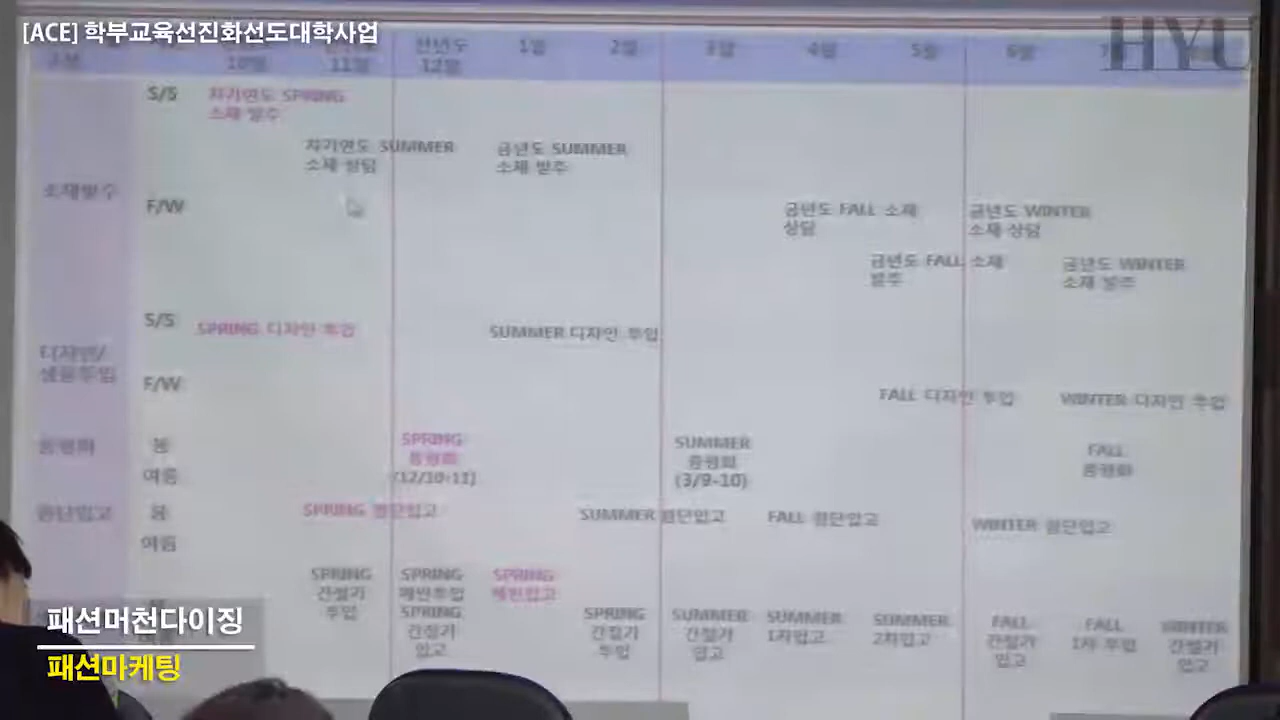 [ACE] 학부교육선진화선도대학사업
HYU
구분 10월 11월 전년도 12월 1월 2월 3월 4월 5월 6월
S/S 차기연도 SPRING
소재 발주
차기연도 SUMMER
소재 상담
금년도 SUMMER
소재 발주
소재발주
F/W
금년도 FALL 소재
상담
금년도 WINTER
소재 상담
금년도 FALL 소재
발주
금년도 WINTER
소재 발주
S/S SPRING 디자인 투입 SUMMER 디자인 투입
디자인/
샘플투입
F/W FALL 디자인 투입 WINTER 디자인 투입
품평회 봄
여름
SPRING
품평회
(12/10-11)
SUMMER
품평회
(3/9-10)
FALL
품평회
원단입고 봄
여름
SPRING 원단입고 SUMMER 원단입고 FALL 원단입고 WINTER 원단입고
SPRING
간절기
투입
SPRING
메인투입
SPRING
간절기
입고
SPRING
메인입고
SPRING
간절기
투입
SUMMER
간절기
입고
SUMMER
1차입고
SUMMER
2차입고
FALL
간절기
입고
FALL
1차 투입
WINTER
간절기
입고
패션머천다이징
패션마케팅